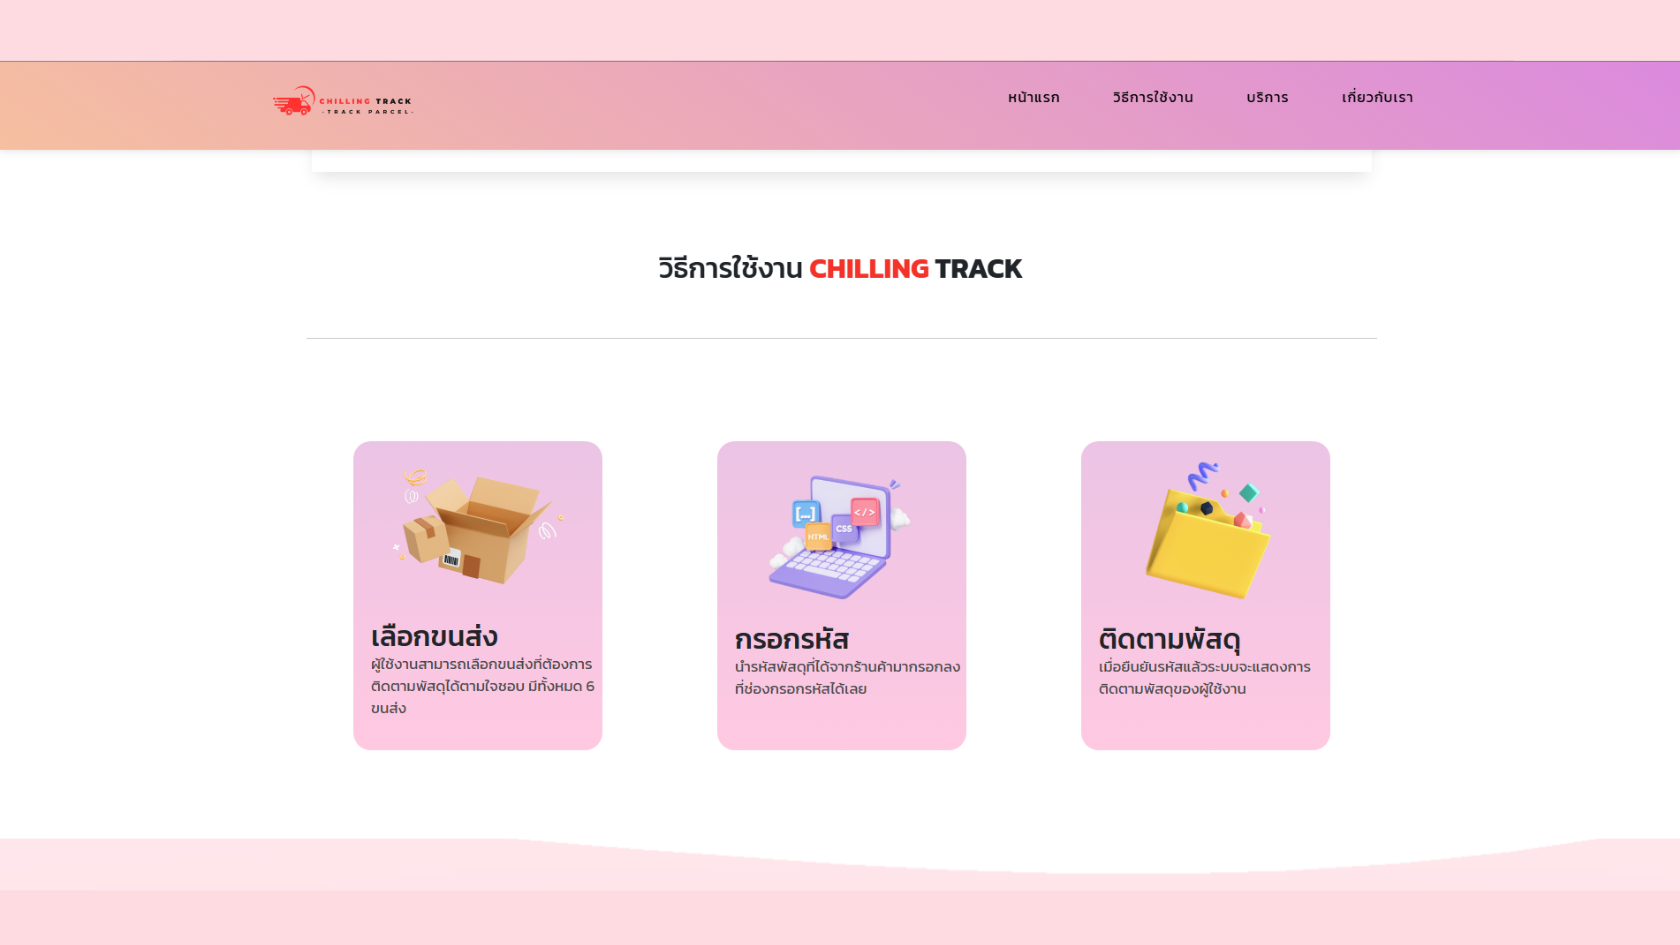 CHILLING TRACK
-TRACK PARCEL-
หน้าแรก
วิธีการใช้งาน
บริการ
เกี่ยวกับเรา
วิธีการใช้งาน CHILLING TRACK
[...]
</>
HTML
CSS
เลือกขนส่ง
ผู้ใช้งานสามารถเลือกขนส่งที่ต้องการ
ติดตามพัสดุได้ตามใจชอบ มีทั้งหมด 6
ขนส่ง
กรอกรหัส
นำรหัสพัสดุที่ได้จากร้านค้ามากรอกลง
ที่ช่องกรอกรหัสได้เลย
ติดตามพัสดุ
เมื่อยืนยันรหัสแล้วระบบจะแสดงการ
ติดตามพัสดุของผู้ใช้งาน